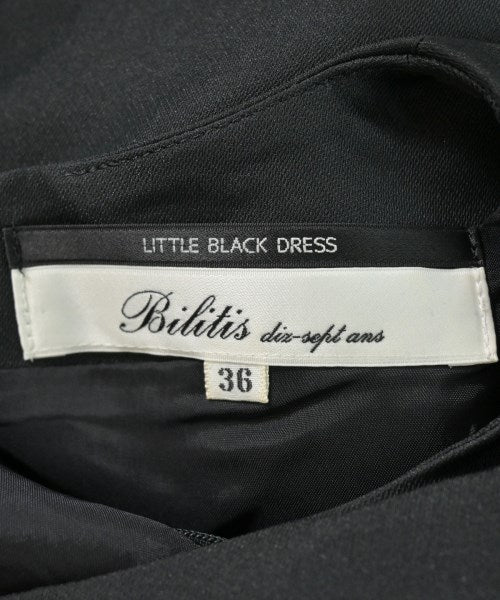 LITTLE BLACK DRESS
Bilitis dix-sept ans
36